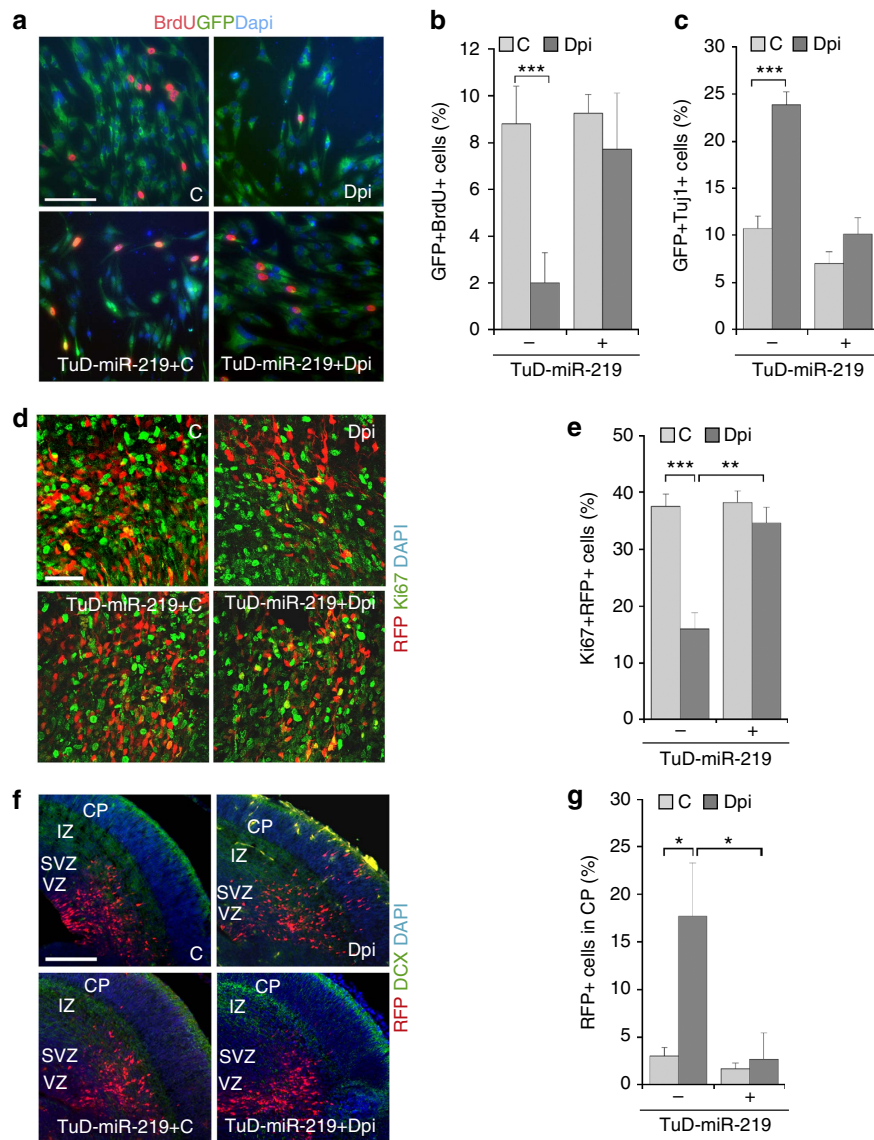 a
BrdUGFPDapi
C
Dpi
TuD-miR-219+C
TuD-miR-219+Dpi
b
C Dpi
12
10
8
6
4
2
0
GFP+BrdU+ cells (%)
***
– +
TuD-miR-219
c
C Dpi
30
25
20
15
10
5
0
GFP+Tuj1+ cells (%)
***
– +
TuD-miR-219
d
C
Dpi
TuD-miR-219+C
TuD-miR-219+Dpi
RFP Ki67 DAPI
e
C Dpi
50
40
30
20
10
0
Ki67+RFP+ cells (%)
*** **
– +
TuD-miR-219
f
CP
IZ
SVZ
VZ
C
CP
IZ
SVZ
VZ
Dpi
CP
IZ
SVZ
VZ
TuD-miR-219+C
CP
IZ
SVZ
VZ
TuD-miR-219+Dpi
RFP DCX DAPI
g
C Dpi
30
25
20
15
10
5
0
RFP+ cells in CP (%)
* *
– +
TuD-miR-219